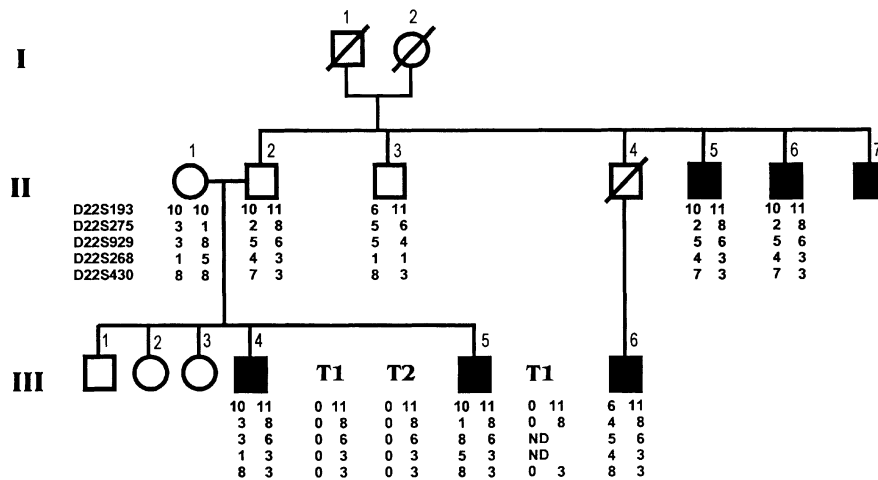 1 2
I
1 2 3 4 5 6 7
II
D22S193 10 10 10 11 6 11 10 11 10 11
D22S275 3 1 2 8 5 6 2 8 2 8
D22S929 3 8 5 6 5 4 5 6 5 6
D22S268 1 5 4 3 1 1 4 3 4 3
D22S430 8 8 7 3 8 3 7 3 7 3
1 2 3 4 5 6
III T1 T2 T1
10 11 0 11 0 11 10 11 0 11 6 11
3 8 0 8 0 8 1 8 0 8 4 8
3 6 0 6 0 6 8 6 ND 5 6
1 3 0 3 0 3 5 3 ND 4 3
8 3 0 3 0 3 8 3 0 3 8 3